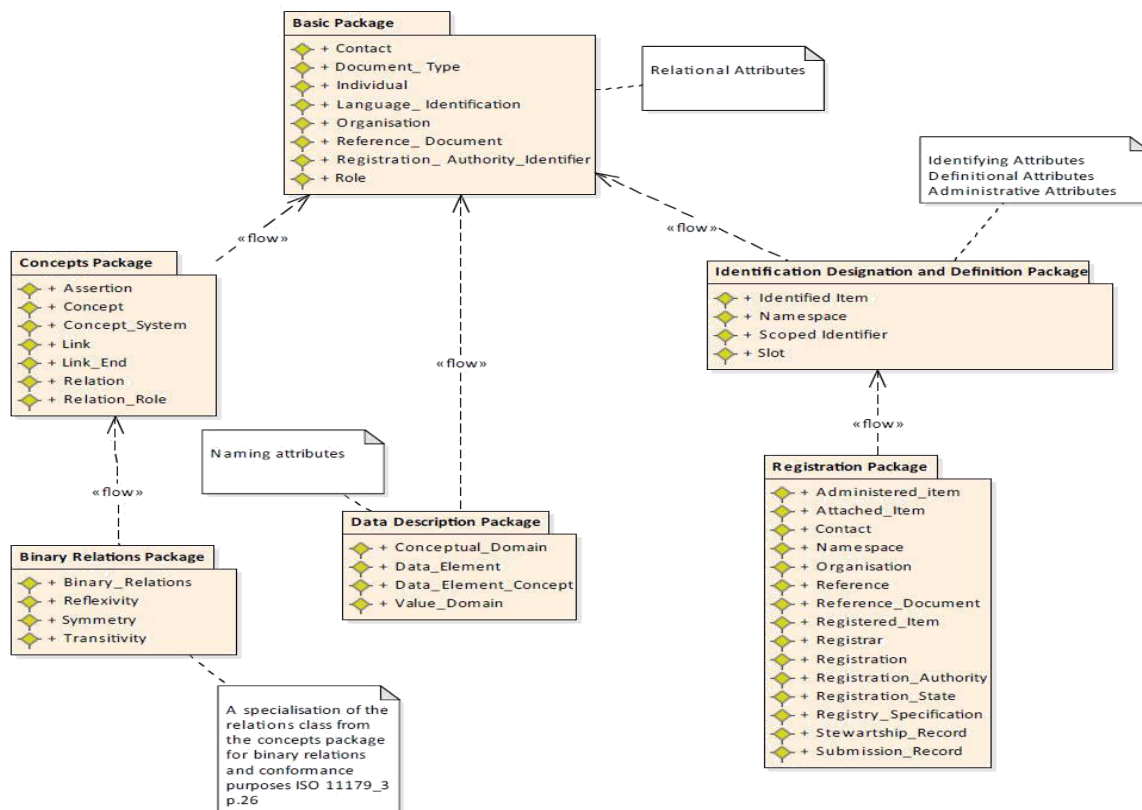 Basic Package
+ Contact
+ Document_ Type
+ Individual
+ Language_ Identification
+ Organisation
+ Reference_ Document
+ Registration_ Authority_Identifier
+ Role
Relational Attributes
Identifying Attributes
Definitional Attributes
Administrative Attributes
«flow»
«flow»
«flow»
Concepts Package
+ Assertion
+ Concept
+ Concept_System
+ Link
+ Link_End
+ Relation
+ Relation_Role
Identification Designation and Definition Package
+ Identified Item
+ Namespace
+ Scoped Identifier
+ Slot
«flow»
«flow»
Naming attributes
Data Description Package
+ Conceptual_Domain
+ Data_Element
+ Data_Element_Concept
+ Value_Domain
Binary Relations Package
+ Binary_Relations
+ Reflexivity
+ Symmetry
+ Transitivity
A specialisation of the
relations class from
the concepts package
for binary relations
and conformance
purposes ISO 11179_3
p.26
Registration Package
+ Administered_item
+ Attached_Item
+ Contact
+ Namespace
+ Organisation
+ Reference
+ Reference_Document
+ Registered_Item
+ Registrar
+ Registration
+ Registration_Authority
+ Registration_State
+ Registry_Specification
+ Stewartship_Record
+ Submission_Record